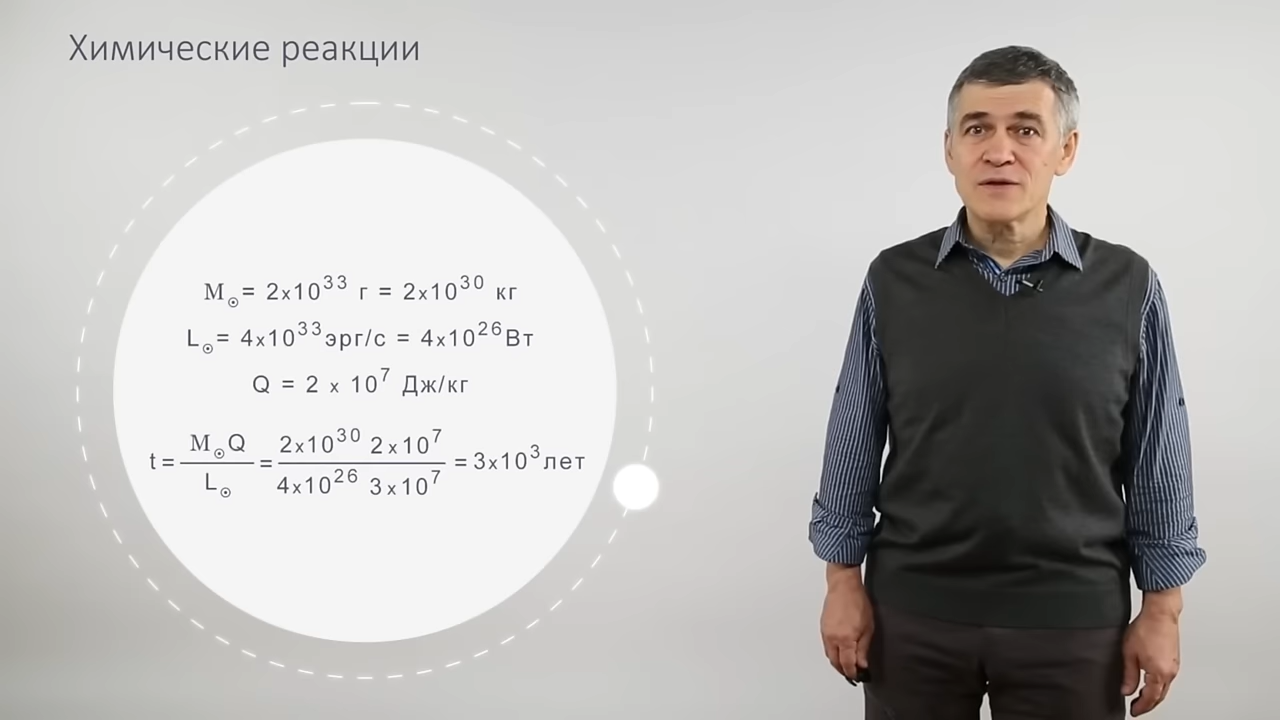 Химические реакции
M☉= 2x10³³ г = 2x10³⁰ кг
L☉= 4x10³³эрг/с = 4x10²⁶Вт
Q = 2 x 10⁷ Дж/кг
t= M☉Q / L☉ = 2x10³⁰ 2x10⁷ / 4x10²⁶ 3x10⁷ =3x10³лет